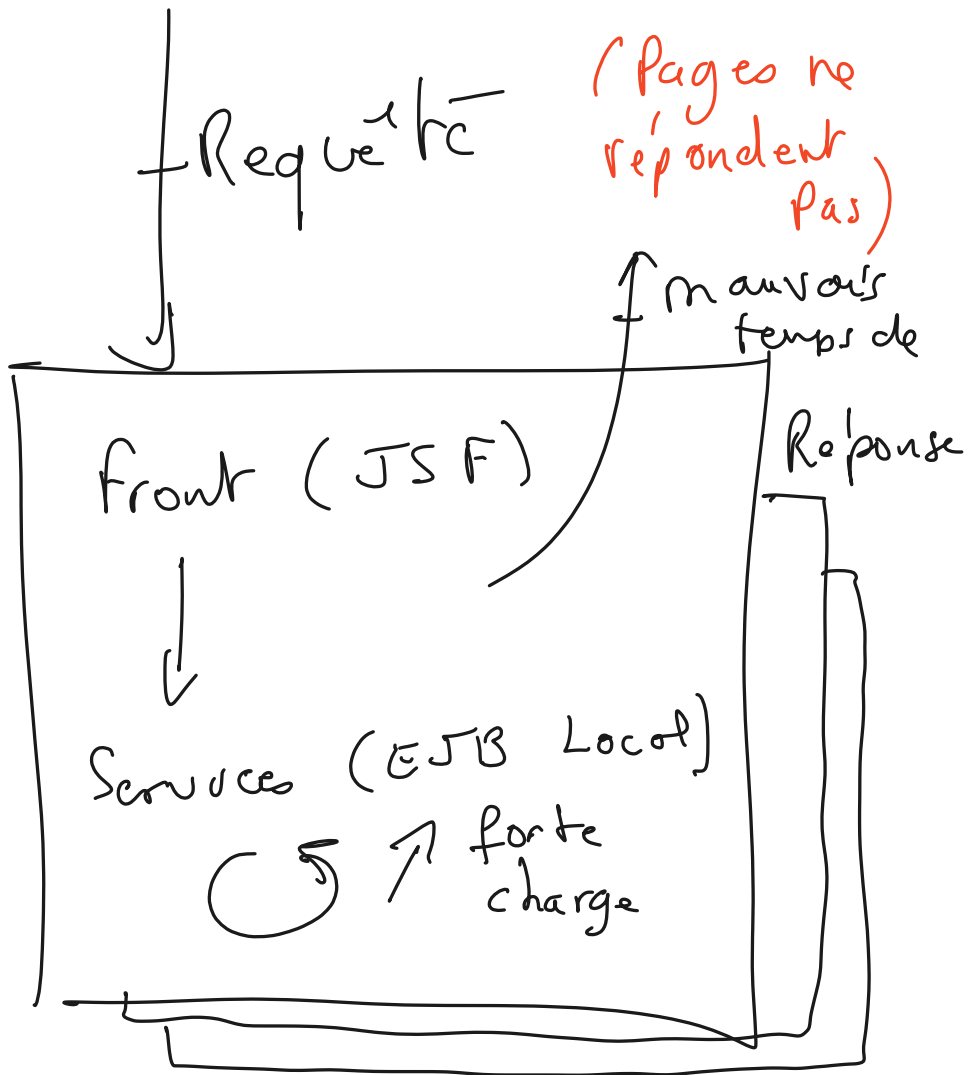 Requête
(Pages ne
répondent
pas)
mauvais
temps de
Réponse
Front (JSF)
Services (EJB Local)
forte
charge